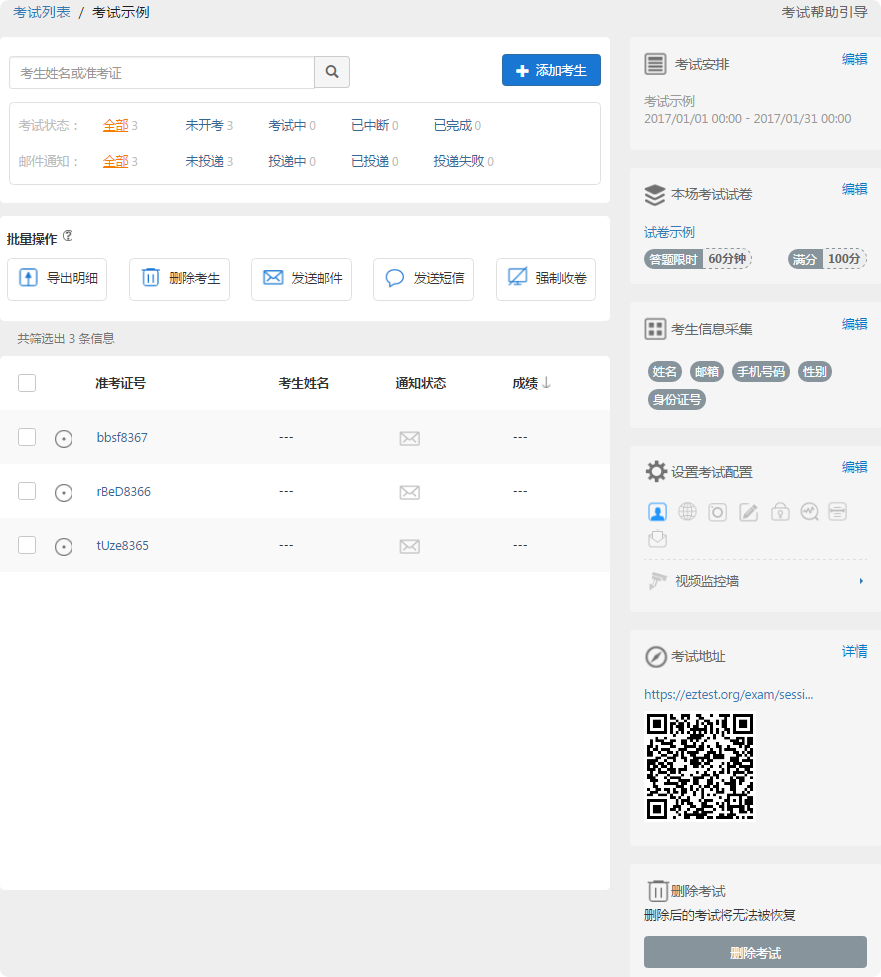 考试列表 / 考试示例
考试帮助引导
考生姓名或准考证
添加考生
考试状态： 全部 3 未开考 3 考试中 0 已中断 0 已完成 0
邮件通知： 全部 3 未投递 3 投递中 0 已投递 0 投递失败 0
批量操作 ?
导出明细 删除考生 发送邮件 发送短信 强制收卷
共筛选出 3 条信息
准考证号 考生姓名 通知状态 成绩↓
bbsf8367 --- ---
rBeD8366 --- ---
tUze8365 --- ---
考试安排 编辑
考试示例
2017/01/01 00:00 - 2017/01/31 00:00
本场考试试卷 编辑
试卷示例
答题限时 60分钟 满分 100分
考生信息采集 编辑
姓名 邮箱 手机号码 性别
身份证号
设置考试配置 编辑
视频监控墙
考试地址 详情
https://eztest.org/exam/sessi...
删除考试
删除后的考试将无法被恢复
删除考试